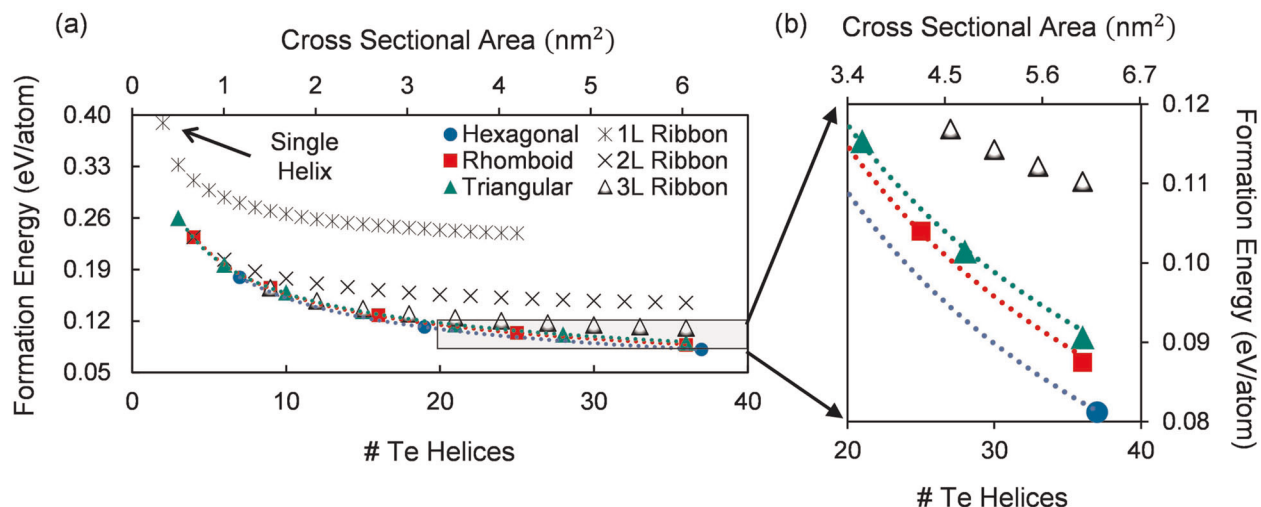 (a)
Cross Sectional Area (nm²)
0 1 2 3 4 5 6
Formation Energy (eV/atom)
0.40
0.33
0.26
0.19
0.12
0.05
Single
Helix
Hexagonal 1L Ribbon
Rhomboid 2L Ribbon
Triangular 3L Ribbon
0 10 20 30 40
# Te Helices
(b)
Cross Sectional Area (nm²)
3.4 4.5 5.6 6.7
0.12
0.11
0.10
0.09
0.08
Formation Energy (eV/atom)
20 30 40
# Te Helices